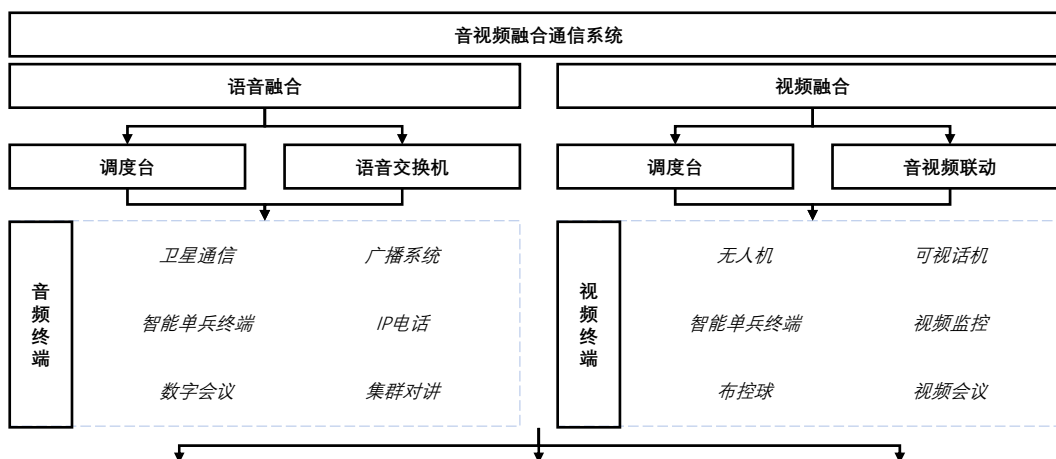 音视频融合通信系统
语音融合
视频融合
调度台
语音交换机
调度台
音视频联动
音频终端
卫星通信
广播系统
智能单兵终端
IP电话
数字会议
集群对讲
视频终端
无人机
可视话机
智能单兵终端
视频监控
布控球
视频会议